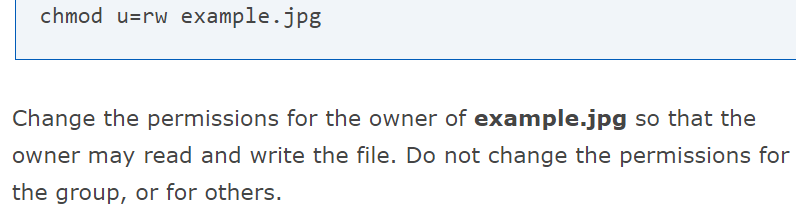 chmod u=rw example.jpg
Change the permissions for the owner of example.jpg so that the
owner may read and write the file. Do not change the permissions for
the group, or for others.